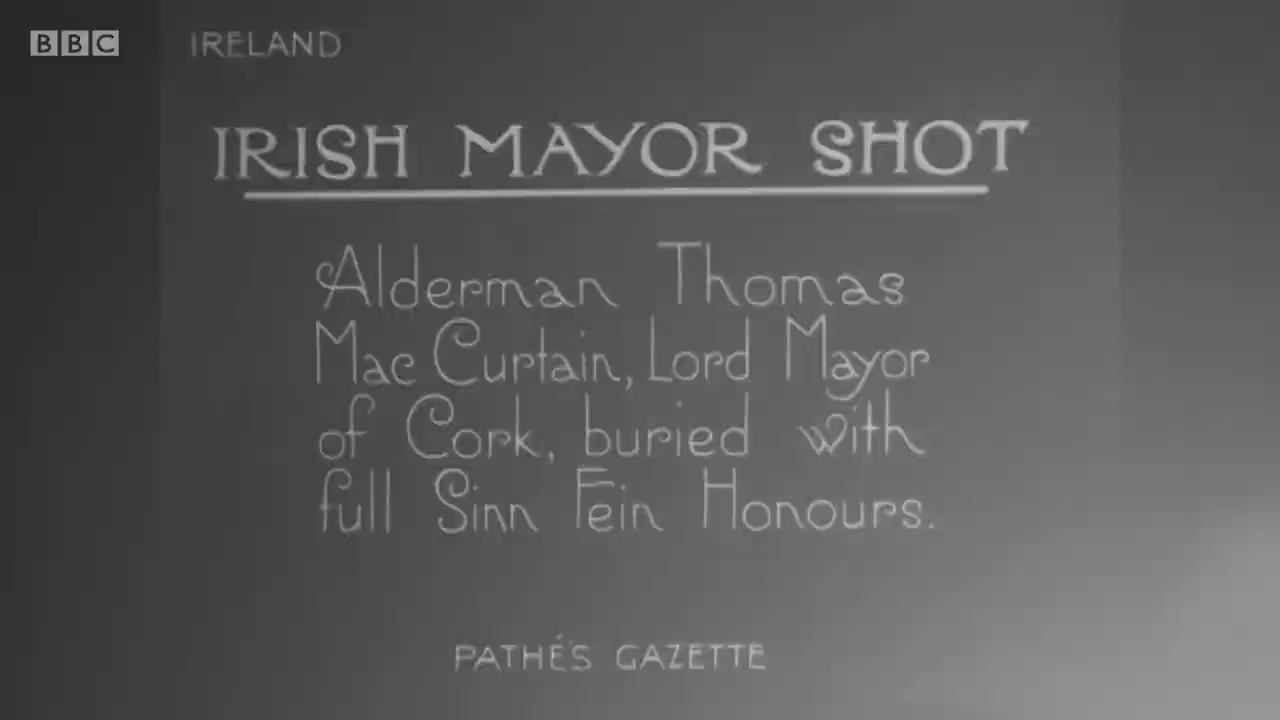 BBC
IRELAND
IRISH MAYOR SHOT
Alderman Thomas
Mac Curtain, Lord Mayor
of Cork, buried with
full Sinn Fein Honours.
PATHÉ'S GAZETTE